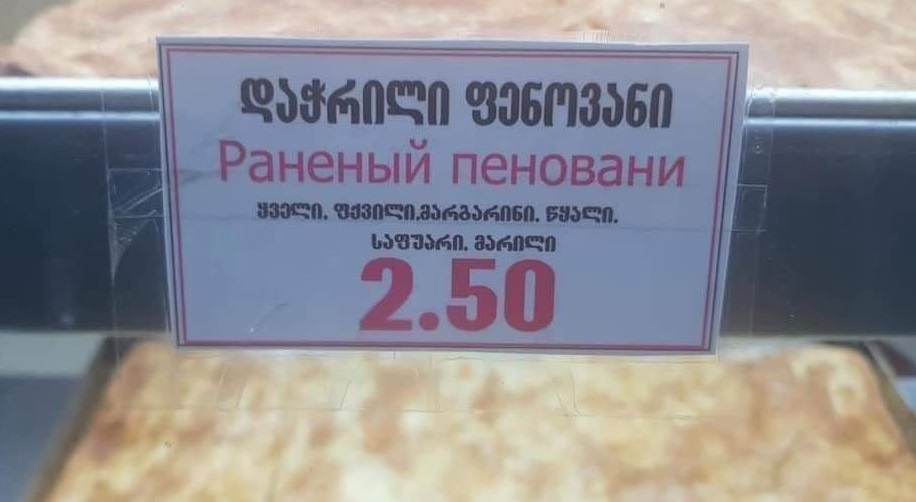 დაჭრილი ფენოვანი
Раненый пеновани
ყველი, ფქვილი,მარგარინი, წყალი,
საფუარი, მარილი
2.50